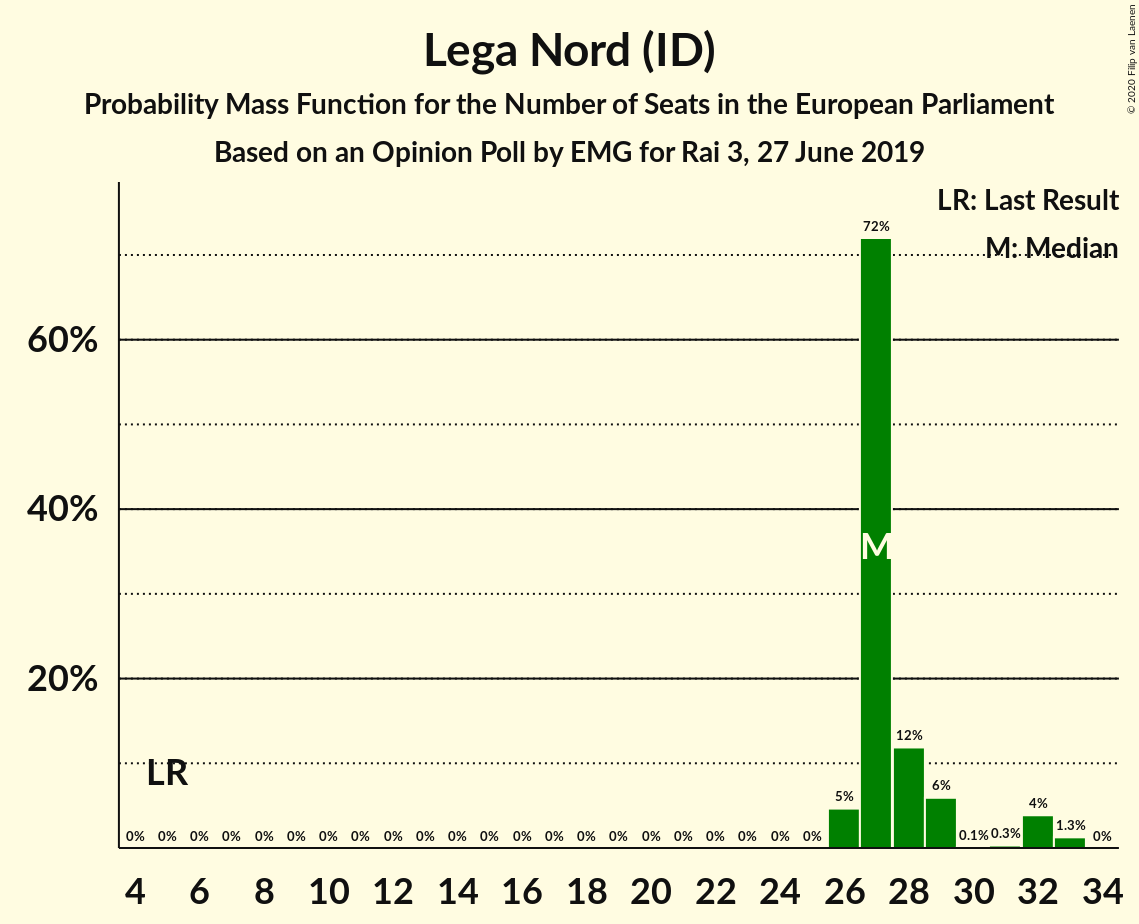 Lega Nord (ID)
Probability Mass Function for the Number of Seats in the European Parliament
Based on an Opinion Poll by EMG for Rai 3, 27 June 2019
© 2020 Filip van Laenen
LR: Last Result
M: Median
72%
60%
40%
M
20%
12%
LR
5%
6%
4%
0% 0% 0% 0% 0% 0% 0% 0% 0% 0% 0% 0% 0% 0% 0% 0% 0% 0% 0% 0% 0% 0% 0.1% 0.3% 1.3% 0%
4 6 8 10 12 14 16 18 20 22 24 26 28 30 32 34